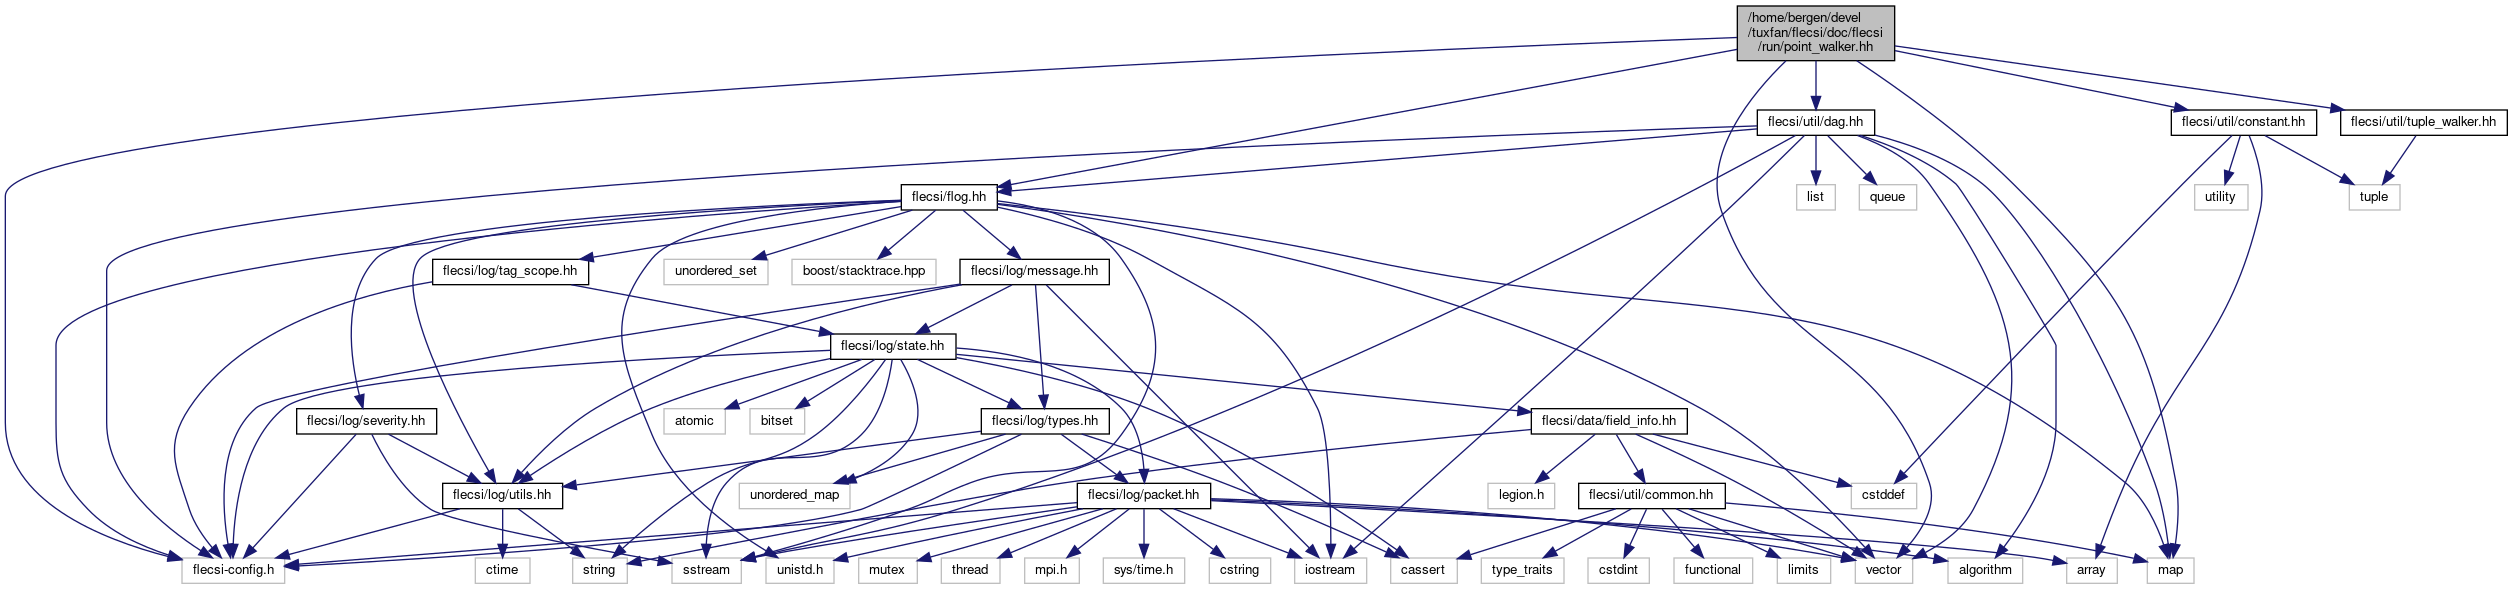 /home/bergen/devel
/tuxfan/flecsi/doc/flecsi
/run/point_walker.hh
flecsi/util/dag.hh
flecsi/util/constant.hh
flecsi/util/tuple_walker.hh
flecsi/flog.hh
list
queue
utility
tuple
flecsi/log/tag_scope.hh
unordered_set
boost/stacktrace.hpp
flecsi/log/message.hh
flecsi/log/state.hh
flecsi/log/severity.hh
atomic
bitset
flecsi/log/types.hh
flecsi/data/field_info.hh
flecsi/log/utils.hh
unordered_map
flecsi/log/packet.hh
legion.h
flecsi/util/common.hh
cstddef
flecsi-config.h
ctime
string
sstream
unistd.h
mutex
thread
mpi.h
sys/time.h
cstring
iostream
cassert
type_traits
cstdint
functional
limits
vector
algorithm
array
map